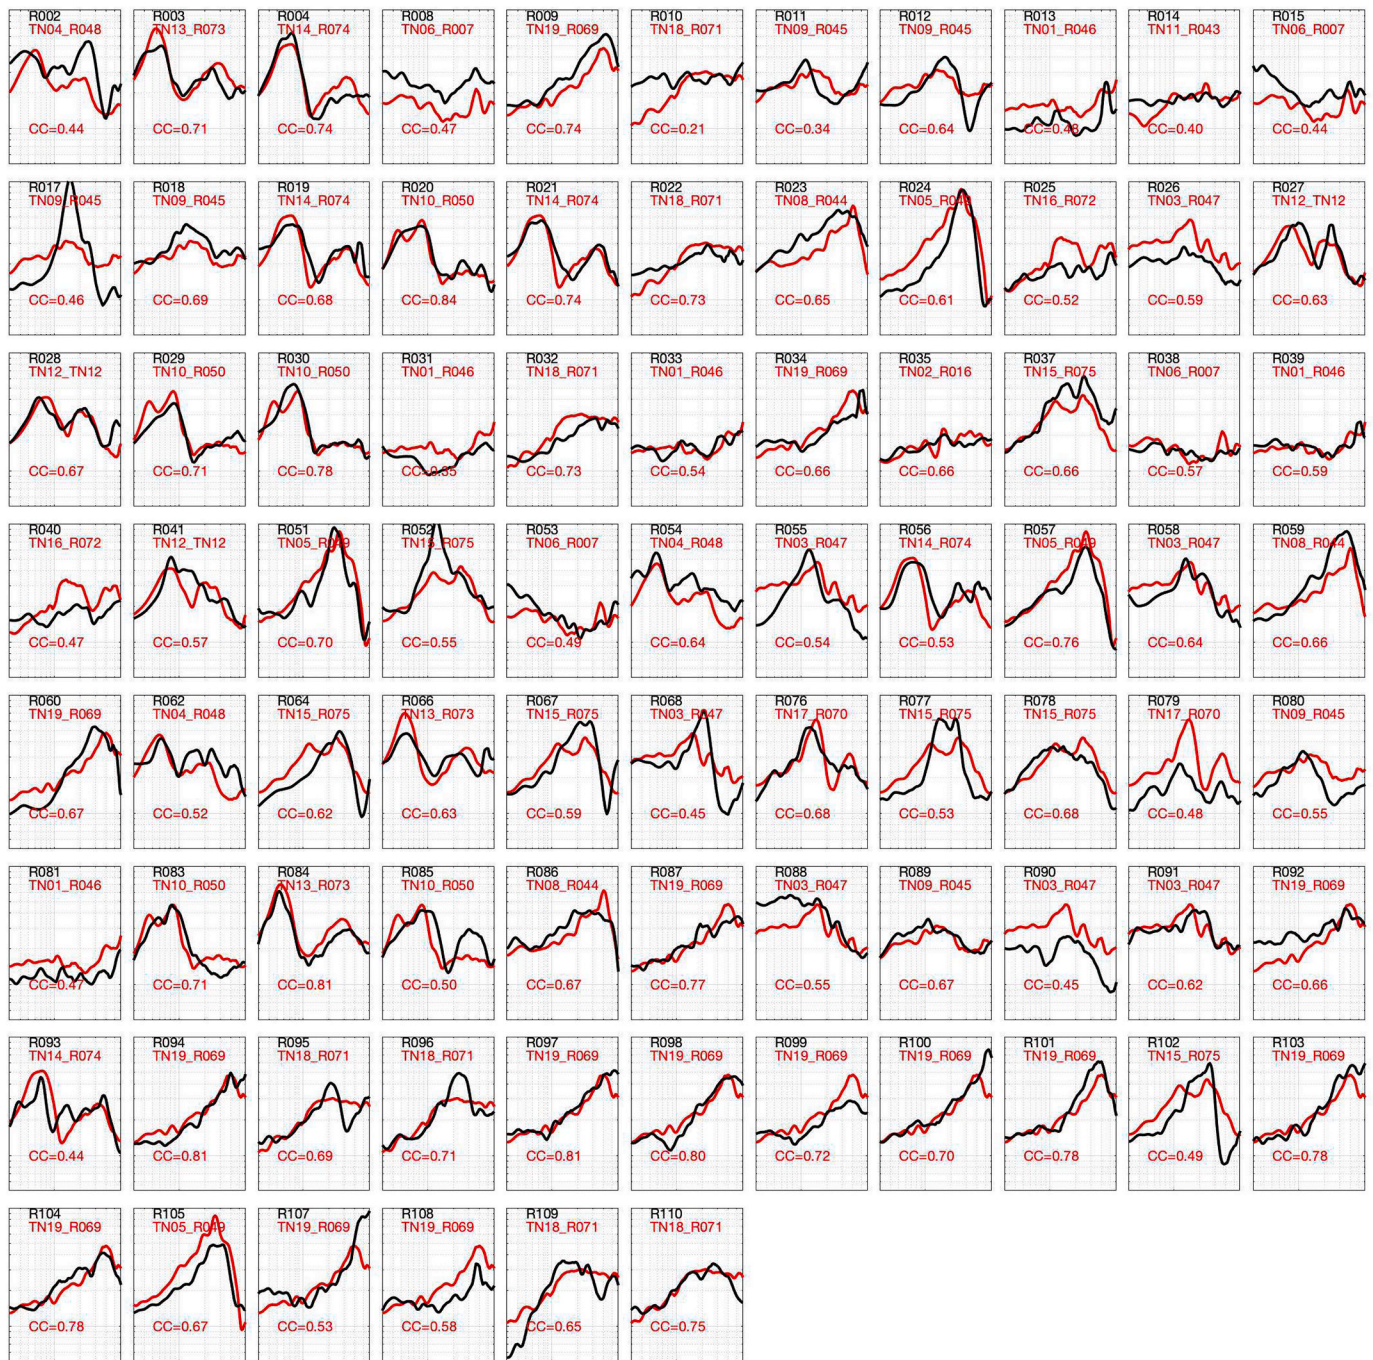 R002
TN04_R048
CC=0.44
R003
TN13_R073
CC=0.71
R004
TN14_R074
CC=0.74
R008
TN06_R007
CC=0.47
R009
TN19_R069
CC=0.74
R010
TN18_R071
CC=0.21
R011
TN09_R045
CC=0.34
R012
TN09_R045
CC=0.64
R013
TN01_R046
CC=0.48
R014
TN11_R043
CC=0.40
R015
TN06_R007
CC=0.44
R017
TN09_R045
CC=0.46
R018
TN09_R045
CC=0.69
R019
TN14_R074
CC=0.68
R020
TN10_R050
CC=0.84
R021
TN14_R074
CC=0.74
R022
TN18_R071
CC=0.73
R023
TN08_R044
CC=0.65
R024
TN05_R049
CC=0.61
R025
TN16_R072
CC=0.52
R026
TN03_R047
CC=0.59
R027
TN12_TN12
CC=0.63
R028
TN12_TN12
CC=0.67
R029
TN10_R050
CC=0.71
R030
TN10_R050
CC=0.78
R031
TN01_R046
CC=0.35
R032
TN18_R071
CC=0.73
R033
TN01_R046
CC=0.54
R034
TN19_R069
CC=0.66
R035
TN02_R016
CC=0.66
R037
TN15_R075
CC=0.66
R038
TN06_R007
CC=0.57
R039
TN01_R046
CC=0.59
R040
TN16_R072
CC=0.47
R041
TN12_TN12
CC=0.57
R051
TN05_R049
CC=0.70
R052
TN15_R075
CC=0.55
R053
TN06_R007
CC=0.49
R054
TN04_R048
CC=0.64
R055
TN03_R047
CC=0.54
R056
TN14_R074
CC=0.53
R057
TN05_R049
CC=0.76
R058
TN03_R047
CC=0.64
R059
TN08_R044
CC=0.66
R060
TN19_R069
CC=0.67
R062
TN04_R048
CC=0.52
R064
TN15_R075
CC=0.62
R066
TN13_R073
CC=0.63
R067
TN15_R075
CC=0.59
R068
TN03_R047
CC=0.45
R076
TN17_R070
CC=0.68
R077
TN15_R075
CC=0.53
R078
TN15_R075
CC=0.68
R079
TN17_R070
CC=0.48
R080
TN09_R045
CC=0.55
R081
TN01_R046
CC=0.47
R083
TN10_R050
CC=0.71
R084
TN13_R073
CC=0.81
R085
TN10_R050
CC=0.50
R086
TN08_R044
CC=0.67
R087
TN19_R069
CC=0.77
R088
TN03_R047
CC=0.55
R089
TN09_R045
CC=0.67
R090
TN03_R047
CC=0.45
R091
TN03_R047
CC=0.62
R092
TN19_R069
CC=0.66
R093
TN14_R074
CC=0.44
R094
TN19_R069
CC=0.81
R095
TN18_R071
CC=0.69
R096
TN18_R071
CC=0.71
R097
TN19_R069
CC=0.81
R098
TN19_R069
CC=0.80
R099
TN19_R069
CC=0.72
R100
TN19_R069
CC=0.70
R101
TN19_R069
CC=0.78
R102
TN15_R075
CC=0.49
R103
TN19_R069
CC=0.78
R104
TN19_R069
CC=0.78
R105
TN05_R049
CC=0.67
R107
TN19_R069
CC=0.53
R108
TN19_R069
CC=0.58
R109
TN18_R071
CC=0.65
R110
TN18_R071
CC=0.75